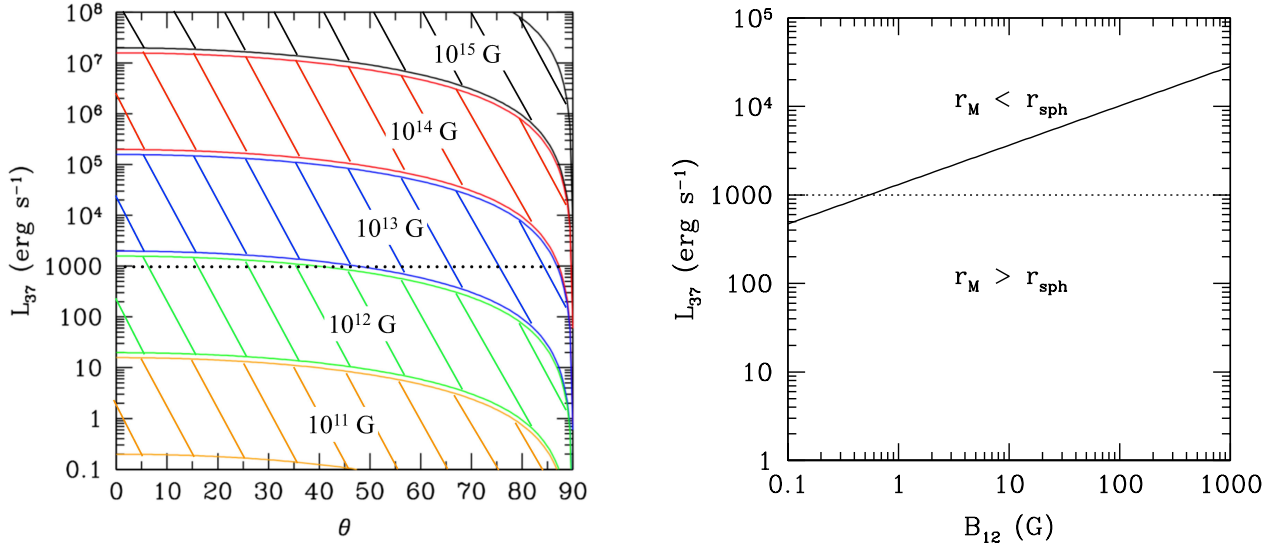 10⁸
10⁷
10⁶
10⁵
10⁴
1000
100
10
1
0.1
L₃₇ (erg s⁻¹)
10¹⁵ G
10¹⁴ G
10¹³ G
10¹² G
10¹¹ G
0 10 20 30 40 50 60 70 80 90
θ
10⁵
10⁴
1000
100
10
1
L₃₇ (erg s⁻¹)
r_M < r_sph
r_M > r_sph
0.1 1 10 100 1000
B₁₂ (G)